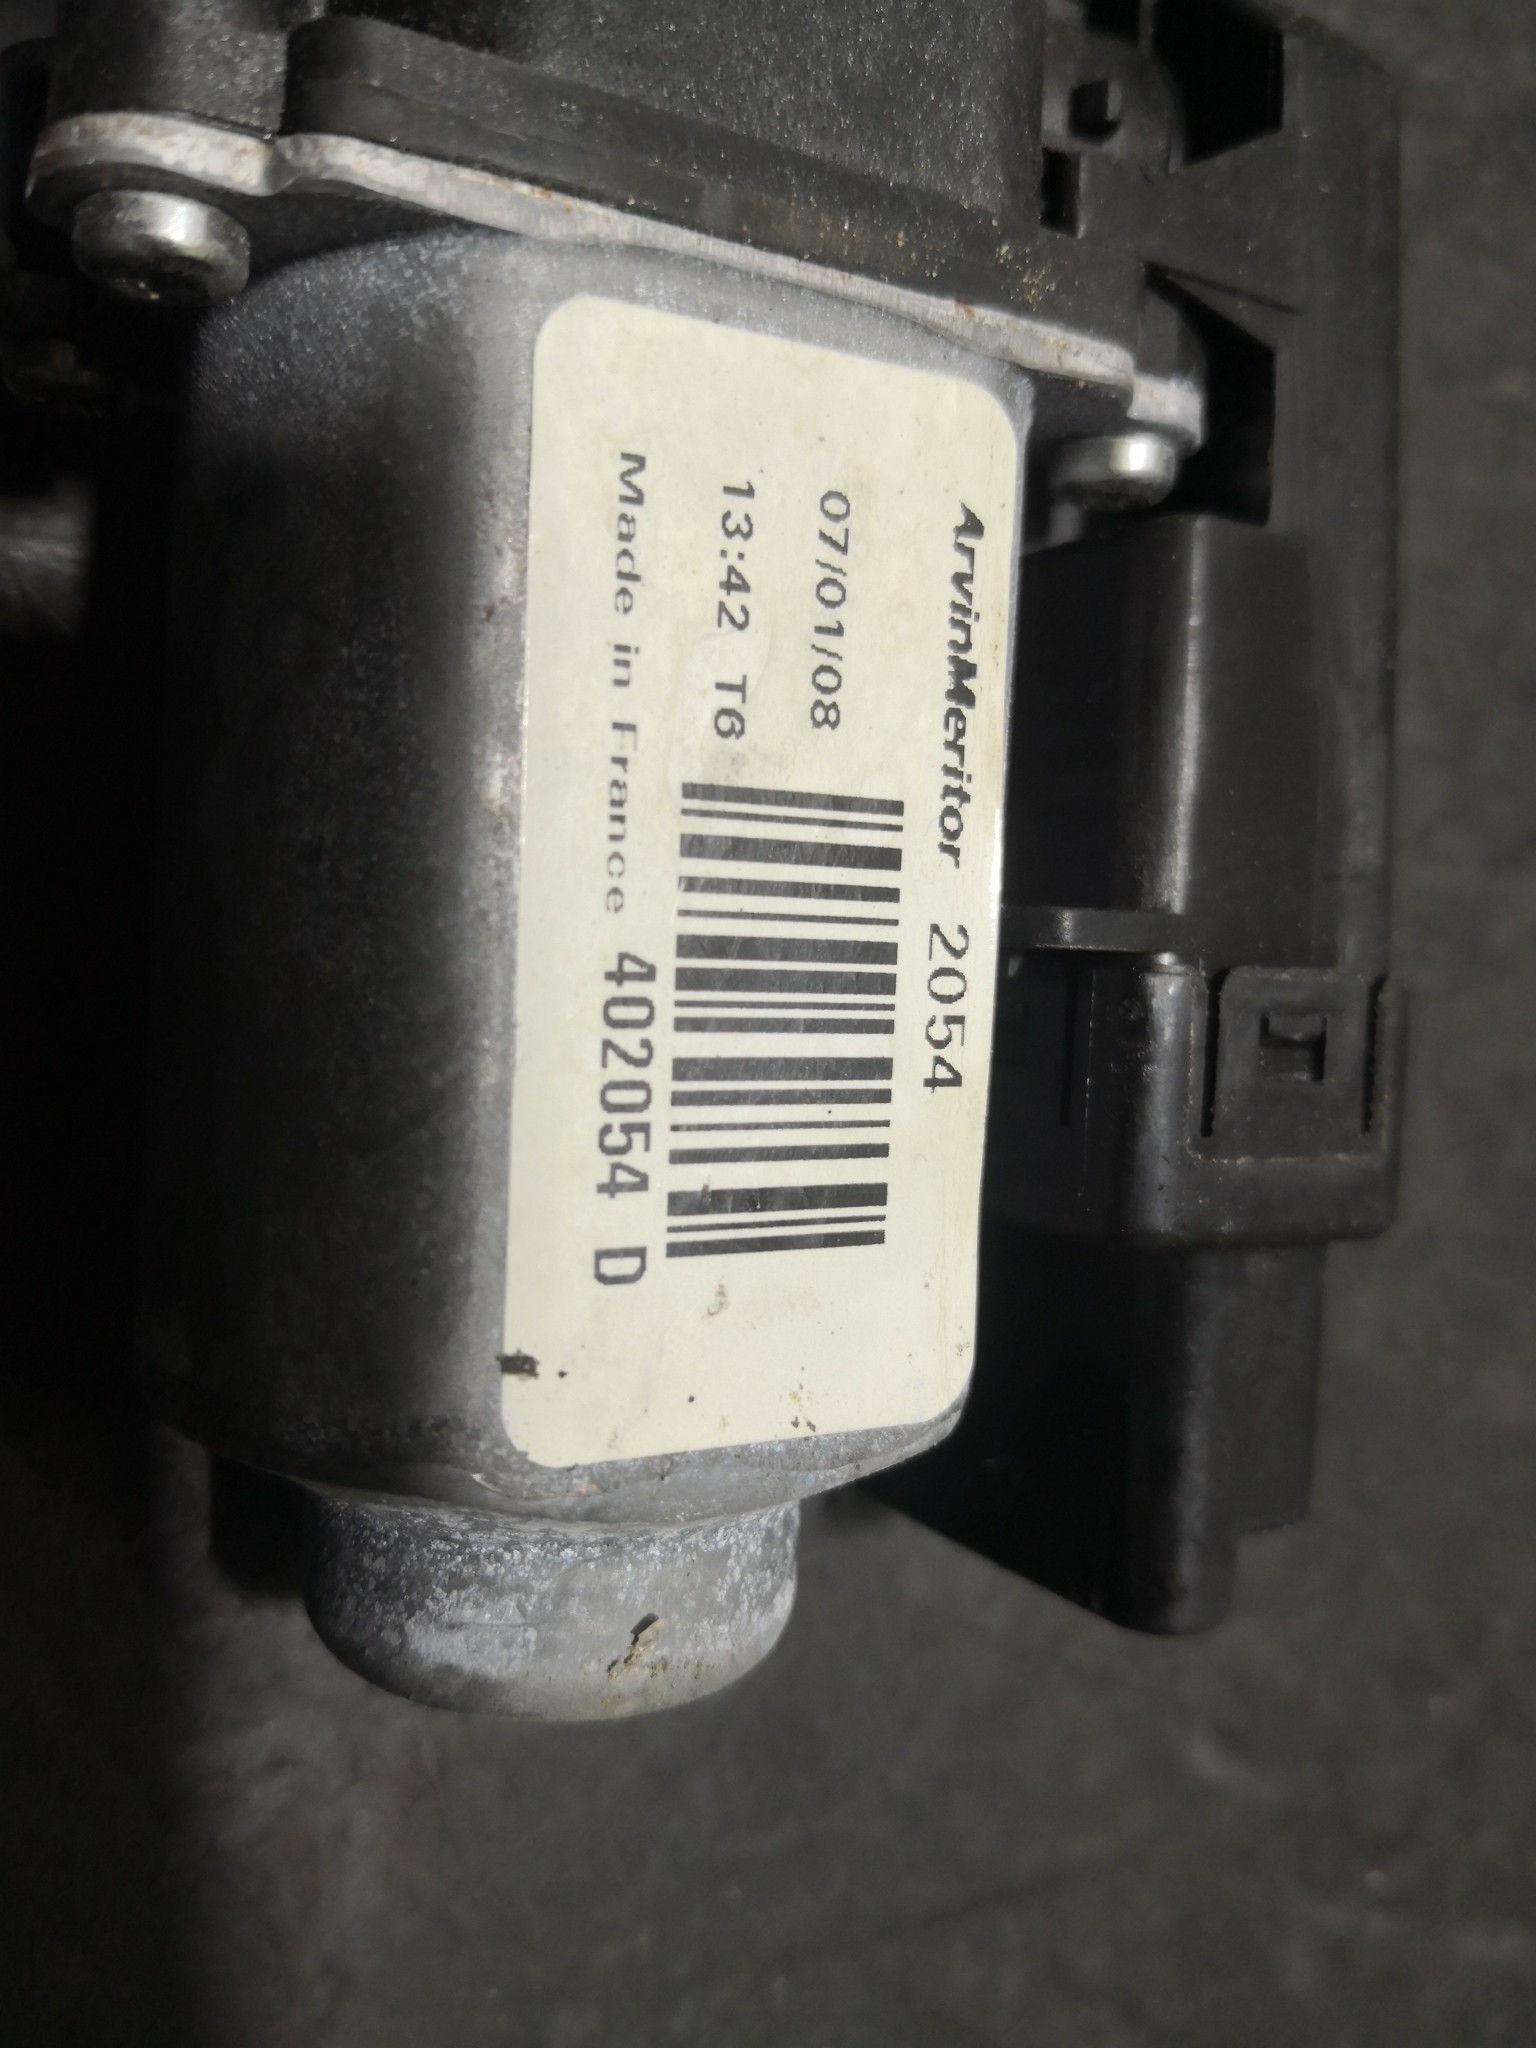 ArvinMeritor 2054
07/01/08
13:42 T6
Made in France 402054 D